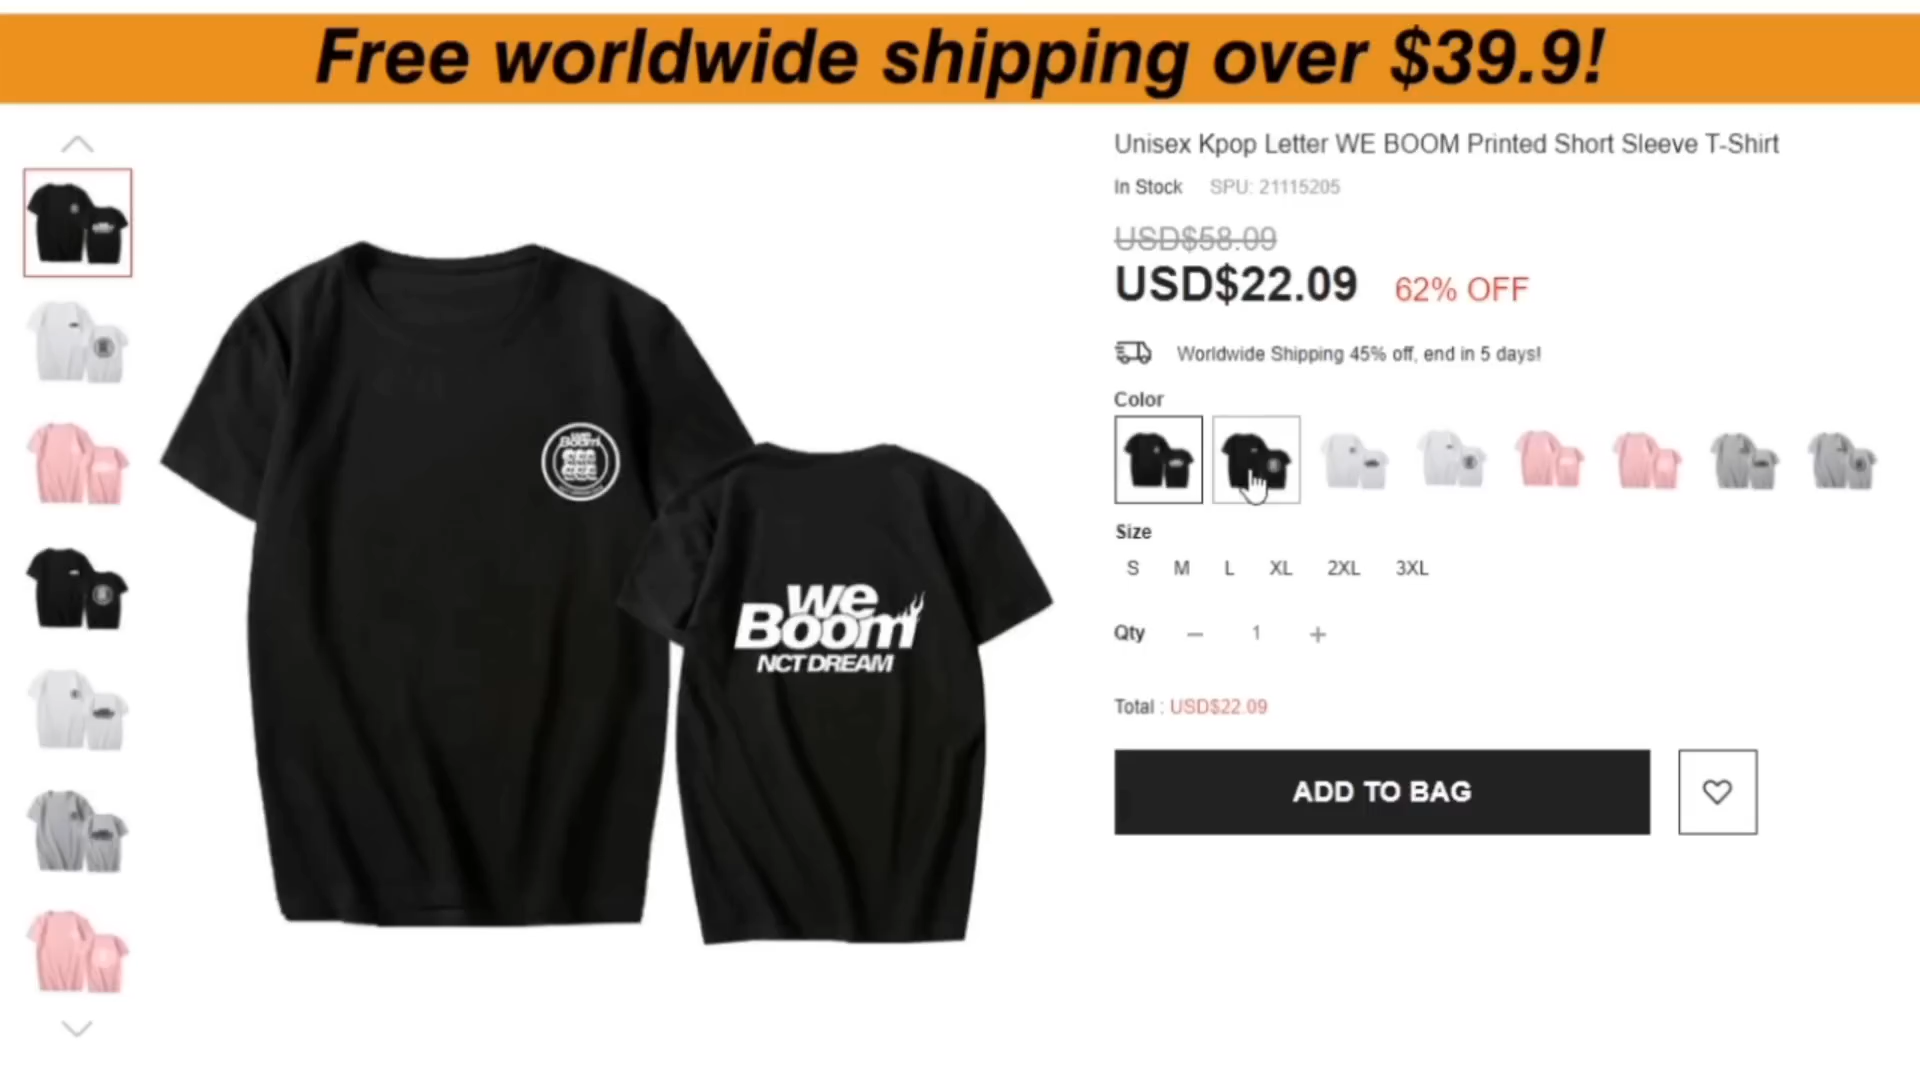 Free worldwide shipping over $39.9!
Unisex Kpop Letter WE BOOM Printed Short Sleeve T-Shirt
In Stock SPU: 21115205
USD$58.09
USD$22.09 62% OFF
Worldwide Shipping 45% off, end in 5 days!
Color
Size
S M L XL 2XL 3XL
Qty − 1 +
Total : USD$22.09
ADD TO BAG
we
Boom
we
Boom
NCT DREAM